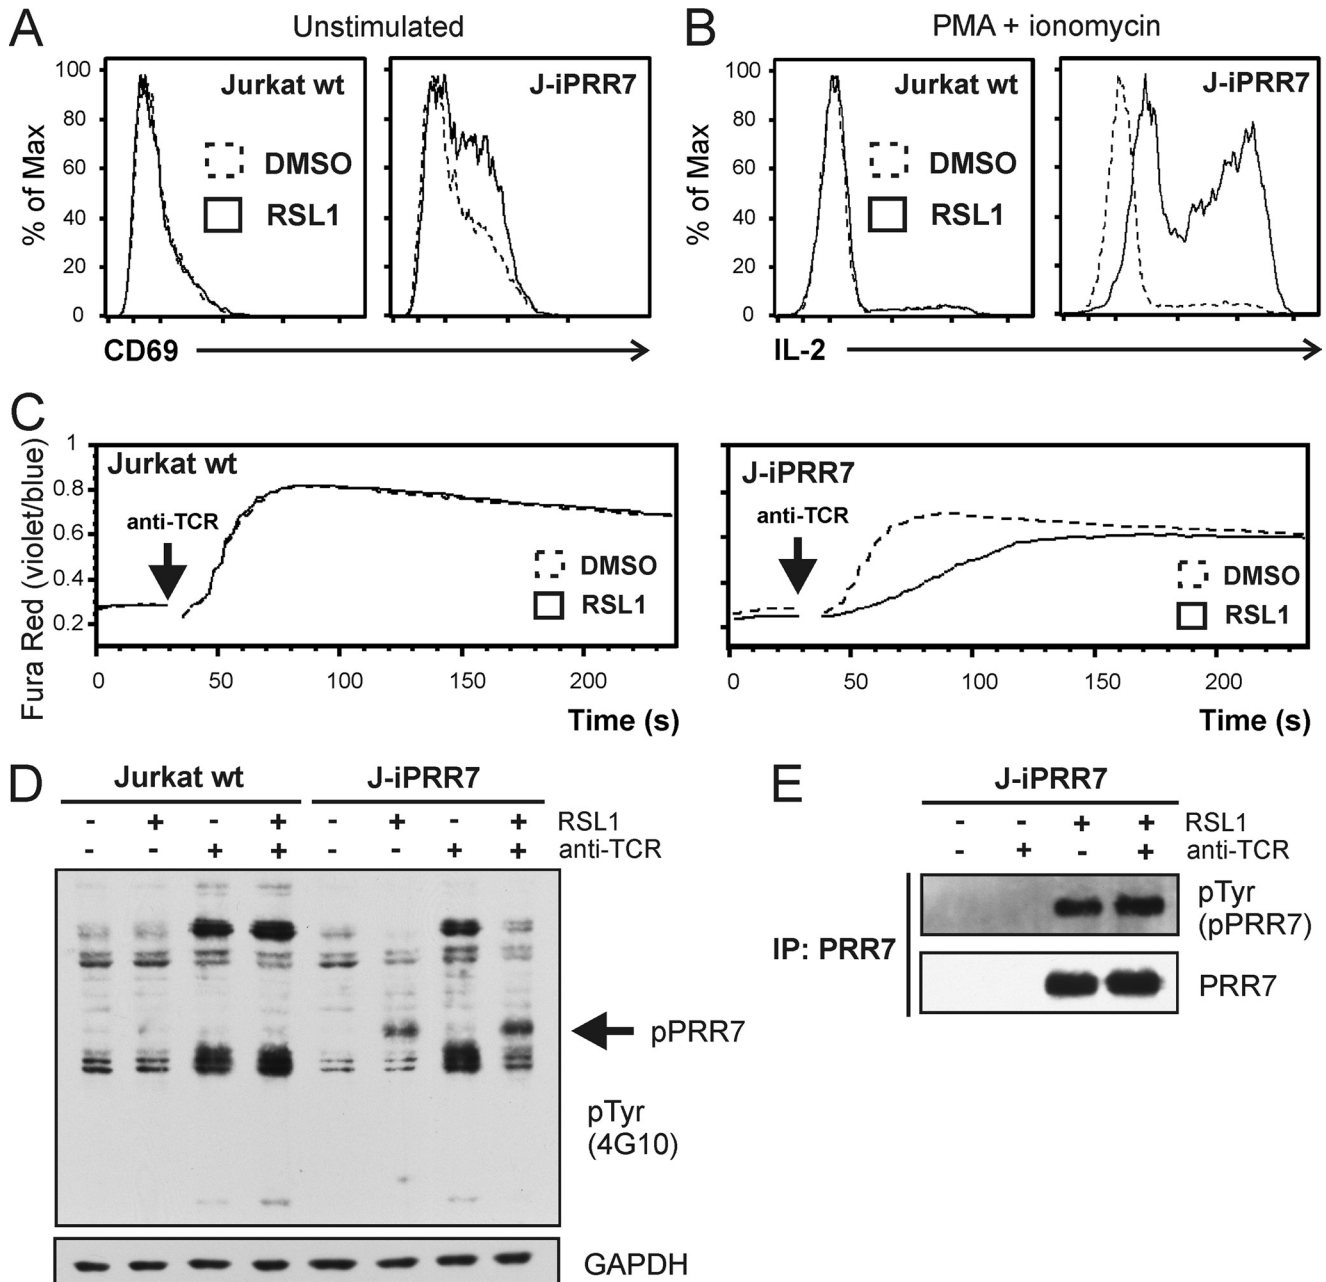 A
Unstimulated
B
PMA + ionomycin
% of Max
100
80
60
40
20
0
Jurkat wt
DMSO
RSL1
J-iPRR7
CD69
% of Max
100
80
60
40
20
0
Jurkat wt
DMSO
RSL1
J-iPRR7
IL-2
C
Fura Red (violet/blue)
1
0.8
0.6
0.4
0.2
Jurkat wt
anti-TCR
DMSO
RSL1
0 50 100 150 200
Time (s)
J-iPRR7
anti-TCR
DMSO
RSL1
0 50 100 150 200
Time (s)
D
Jurkat wt J-iPRR7
- + - + - + - + RSL1
- - + + - - + + anti-TCR
pPRR7
pTyr
(4G10)
GAPDH
E
J-iPRR7
- - + + RSL1
- + - + anti-TCR
IP: PRR7
pTyr
(pPRR7)
PRR7